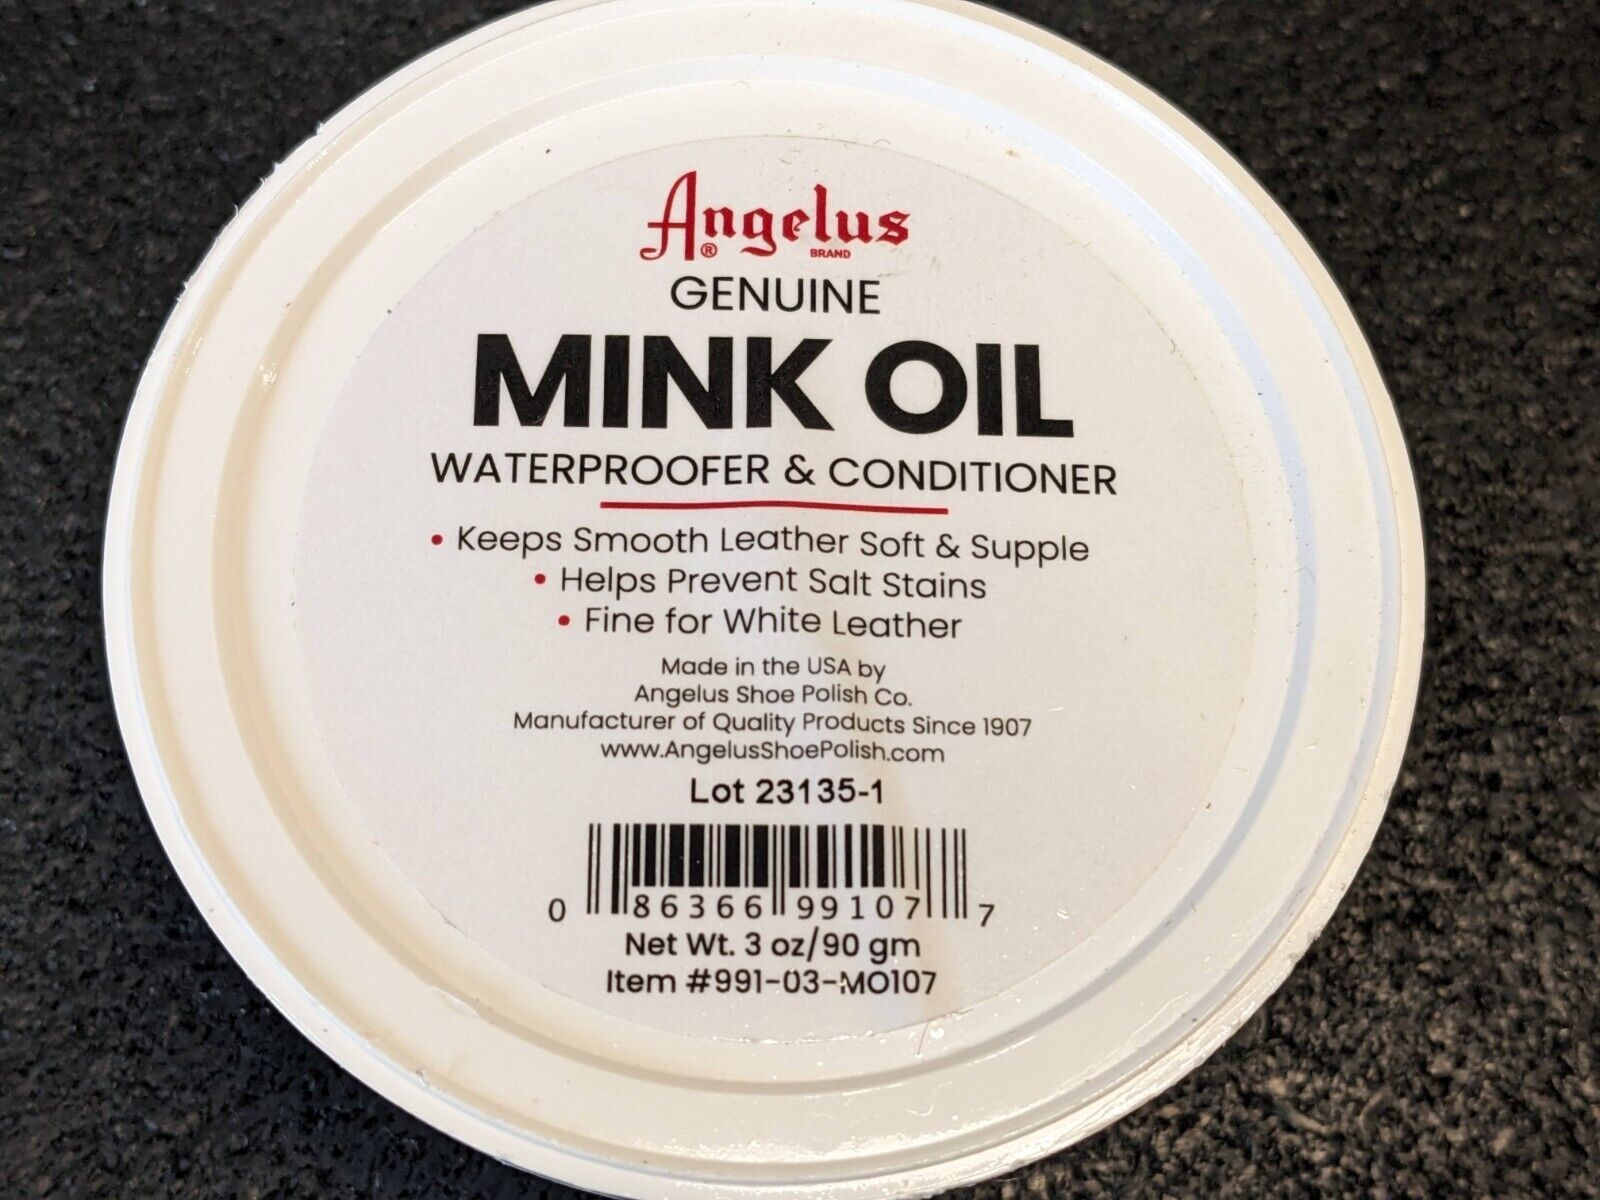 Angelus
® BRAND
GENUINE
MINK OIL
WATERPROOFER & CONDITIONER
• Keeps Smooth Leather Soft & Supple
• Helps Prevent Salt Stains
• Fine for White Leather
Made in the USA by
Angelus Shoe Polish Co.
Manufacturer of Quality Products Since 1907
www.AngelusShoePolish.com
Lot 23135-1
0 86366 99107 7
Net Wt. 3 oz/90 gm
Item #991-03-MO107